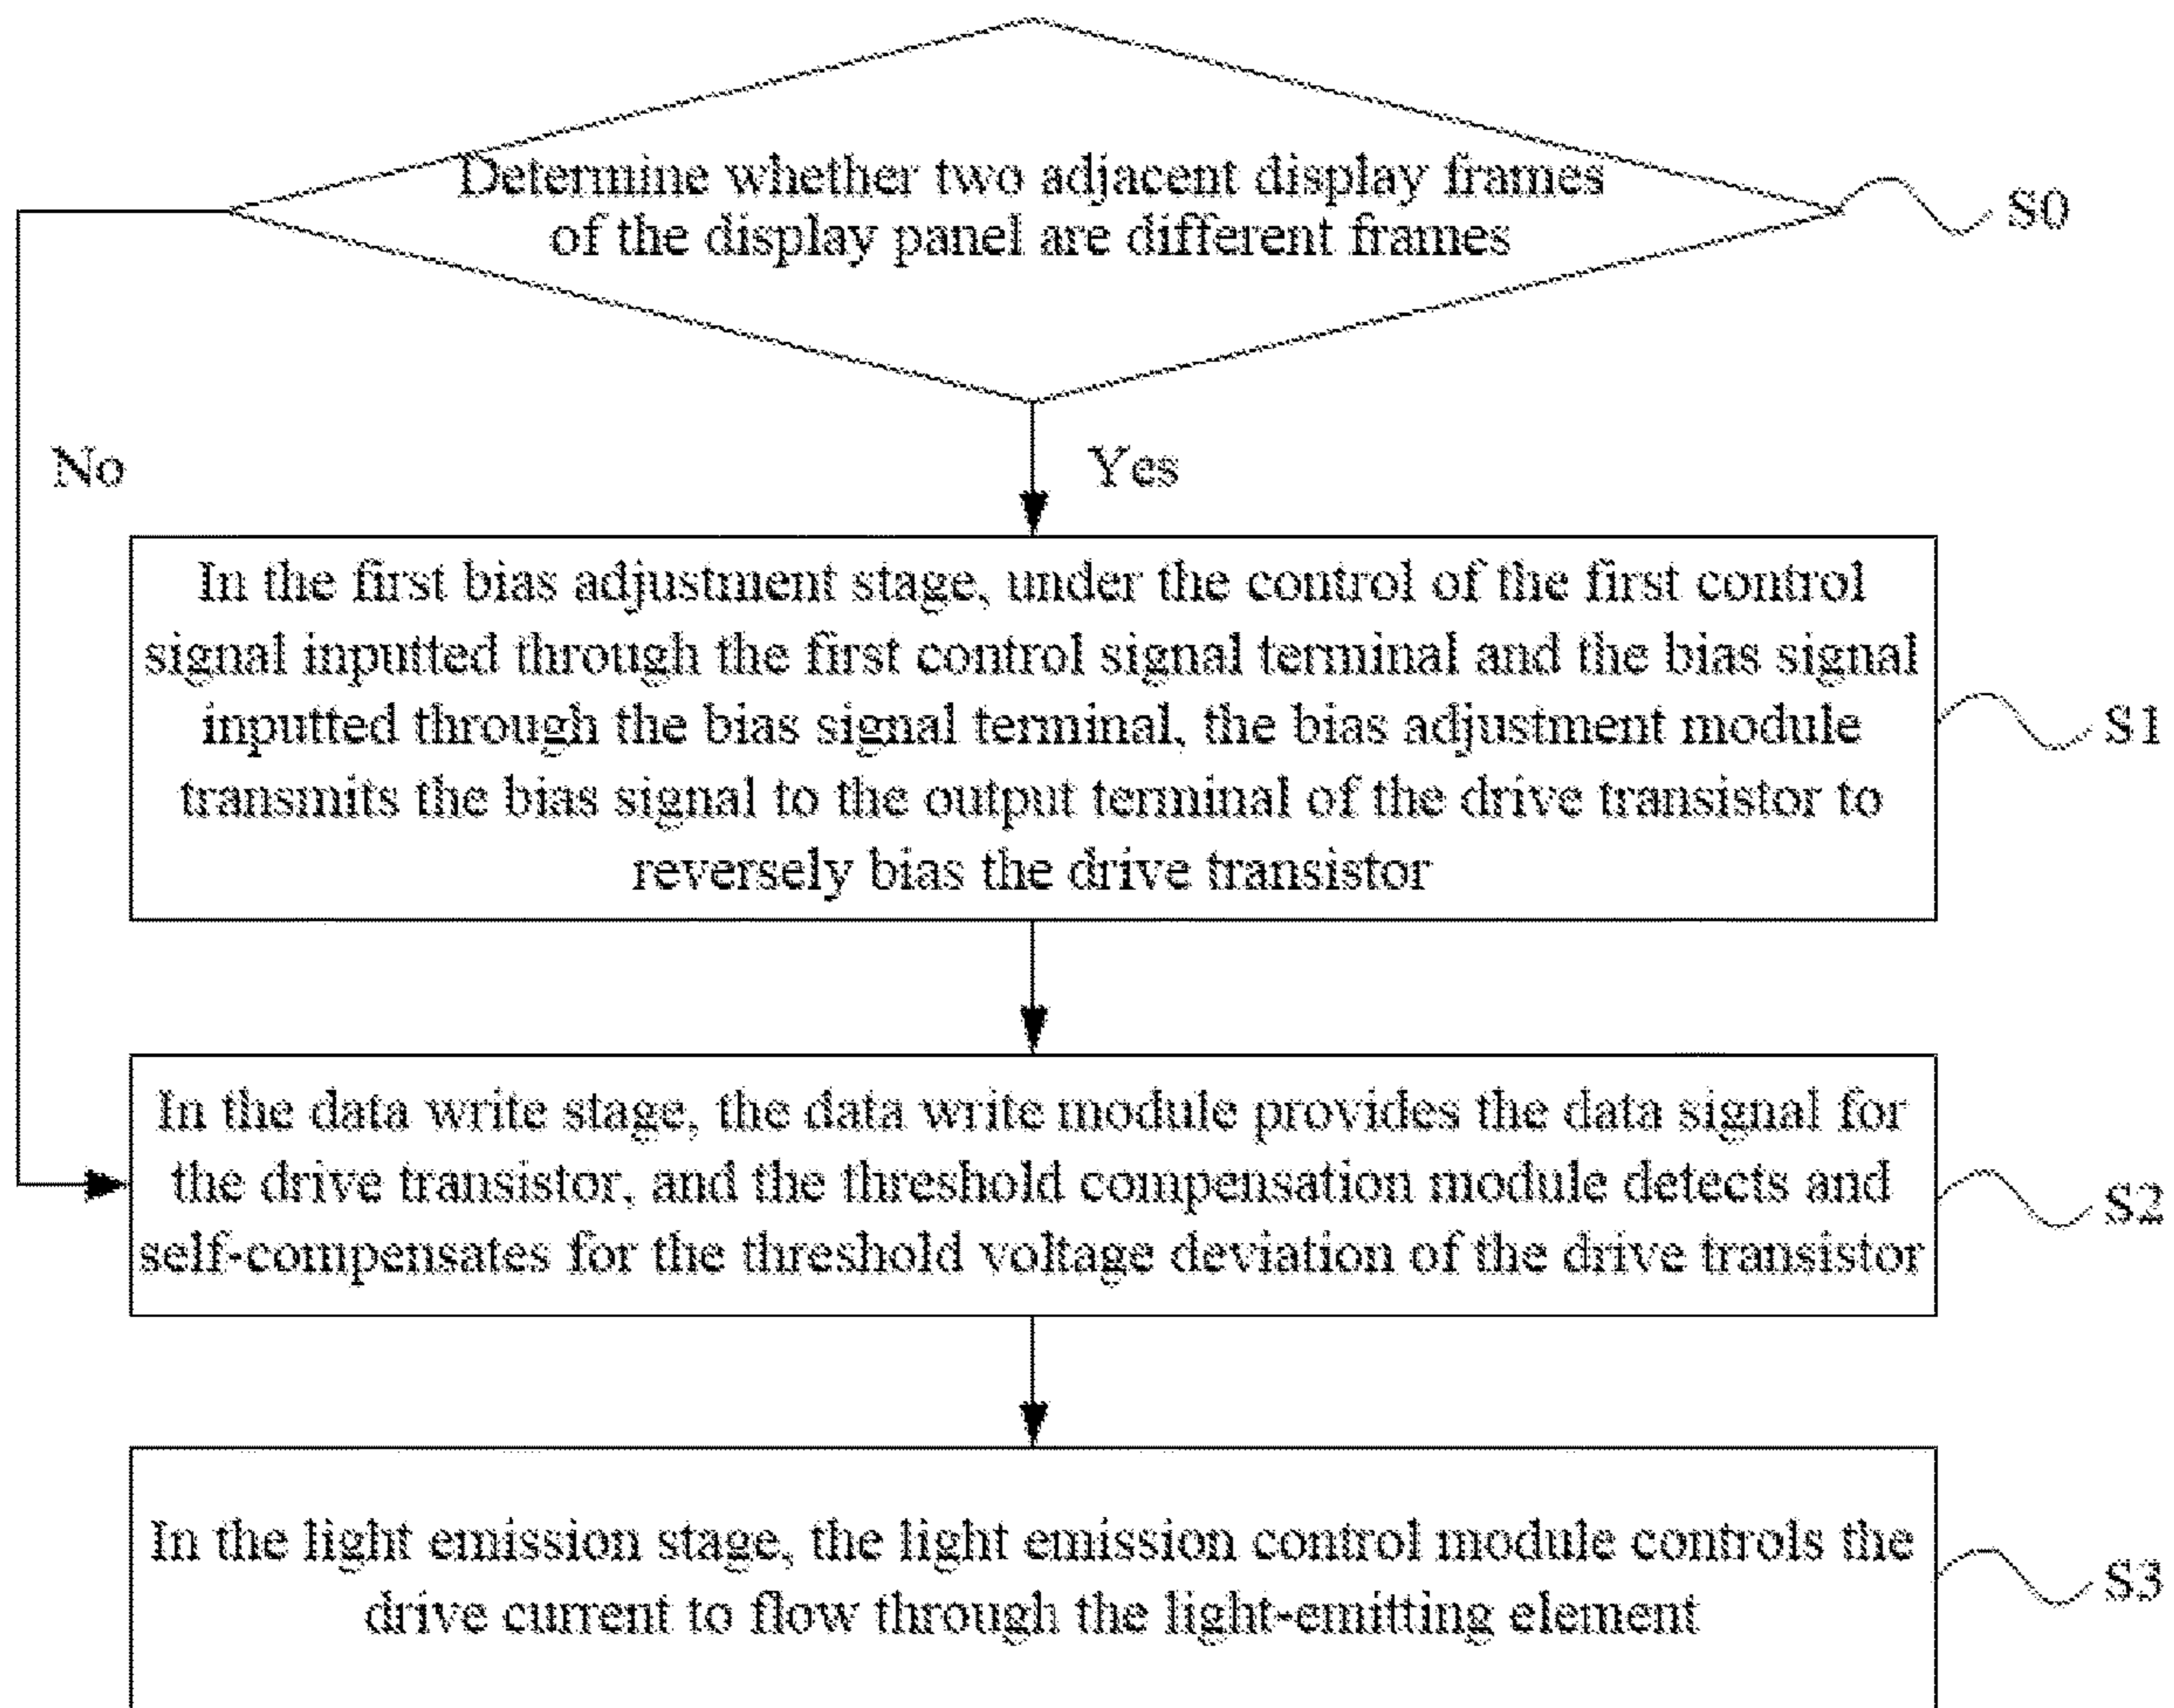 Determine whether two adjacent display frames
of the display panel are different frames
S0
No
Yes
In the first bias adjustment stage, under the control of the first control
signal inputted through the first control signal terminal and the bias signal
inputted through the bias signal terminal, the bias adjustment module
transmits the bias signal to the output terminal of the drive transistor to
reversely bias the drive transistor
S1
In the data write stage, the data write module provides the data signal for
the drive transistor, and the threshold compensation module detects and
self-compensates for the threshold voltage deviation of the drive transistor
S2
In the light emission stage, the light emission control module controls the
drive current to flow through the light-emitting element
S3